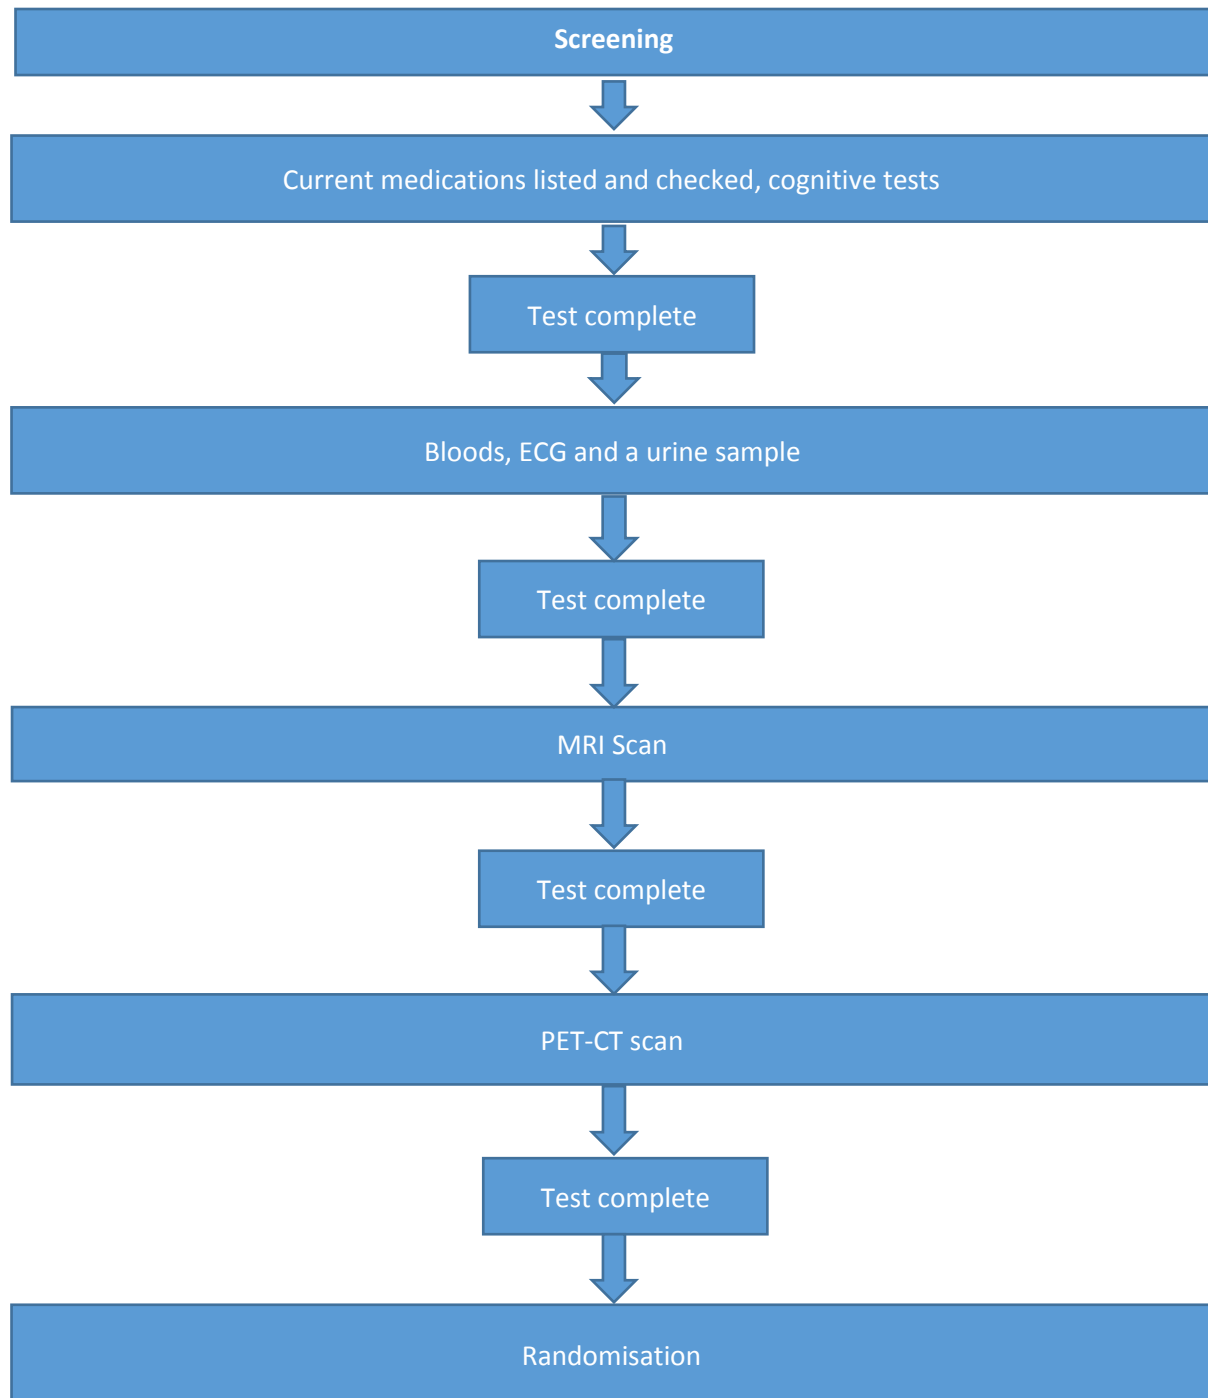 Screening
Current medications listed and checked, cognitive tests
Test complete
Bloods, ECG and a urine sample
Test complete
MRI Scan
Test complete
PET-CT scan
Test complete
Randomisation